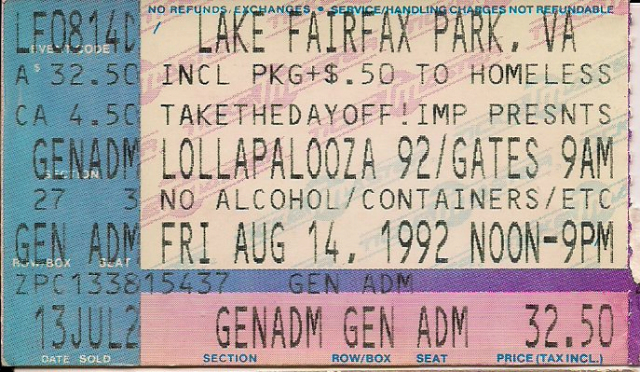 NO REFUNDS/EXCHANGES • SERVICE/HANDLING CHARGES NOT REFUNDABLE
LF0814D LAKE FAIRFAX PARK, VA
EVENT CODE
A $ 32.50 INCL PKG+$.50 TO HOMELESS
CA 4.50 TAKETHEDAYOFF!IMP PRESNTS
GENADM LOLLAPALOOZA 92/GATES 9AM
SECTION
27 3 NO ALCOHOL/CONTAINERS/ETC
GEN ADM FRI AUG 14, 1992 NOON-9PM
ROW/BOX SEAT
ZPC133815437 GEN ADM
13JUL2 GENADM GEN ADM 32.50
DATE SOLD SECTION ROW/BOX SEAT PRICE (TAX INCL.)